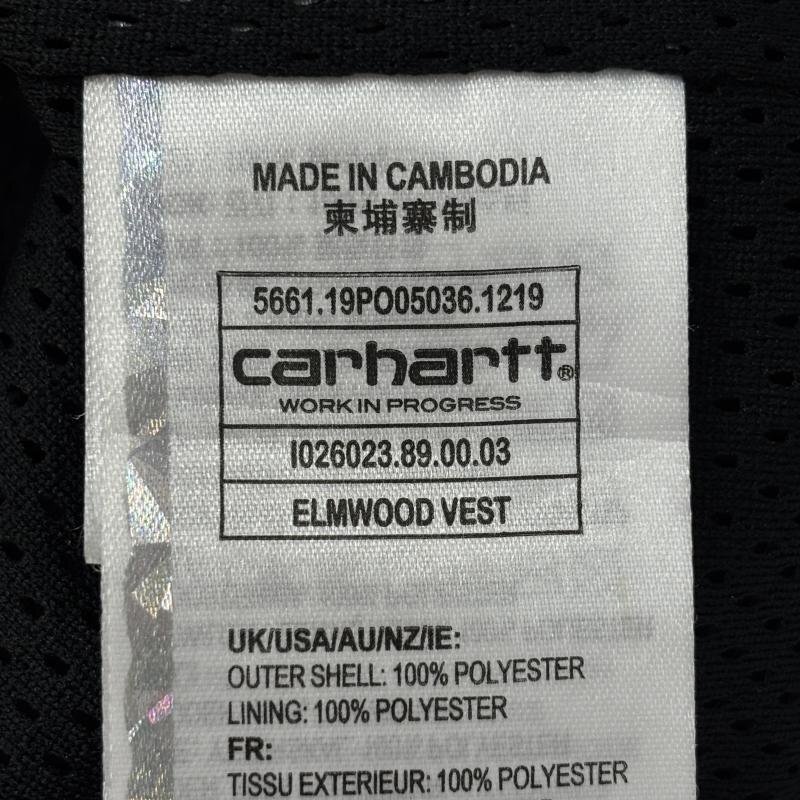 MADE IN CAMBODIA
柬埔寨制
5661.19PO05036.1219
carhartt®
WORK IN PROGRESS
I026023.89.00.03
ELMWOOD VEST
UK/USA/AU/NZ/IE:
OUTER SHELL: 100% POLYESTER
LINING: 100% POLYESTER
FR:
TISSU EXTERIEUR: 100% POLYESTER